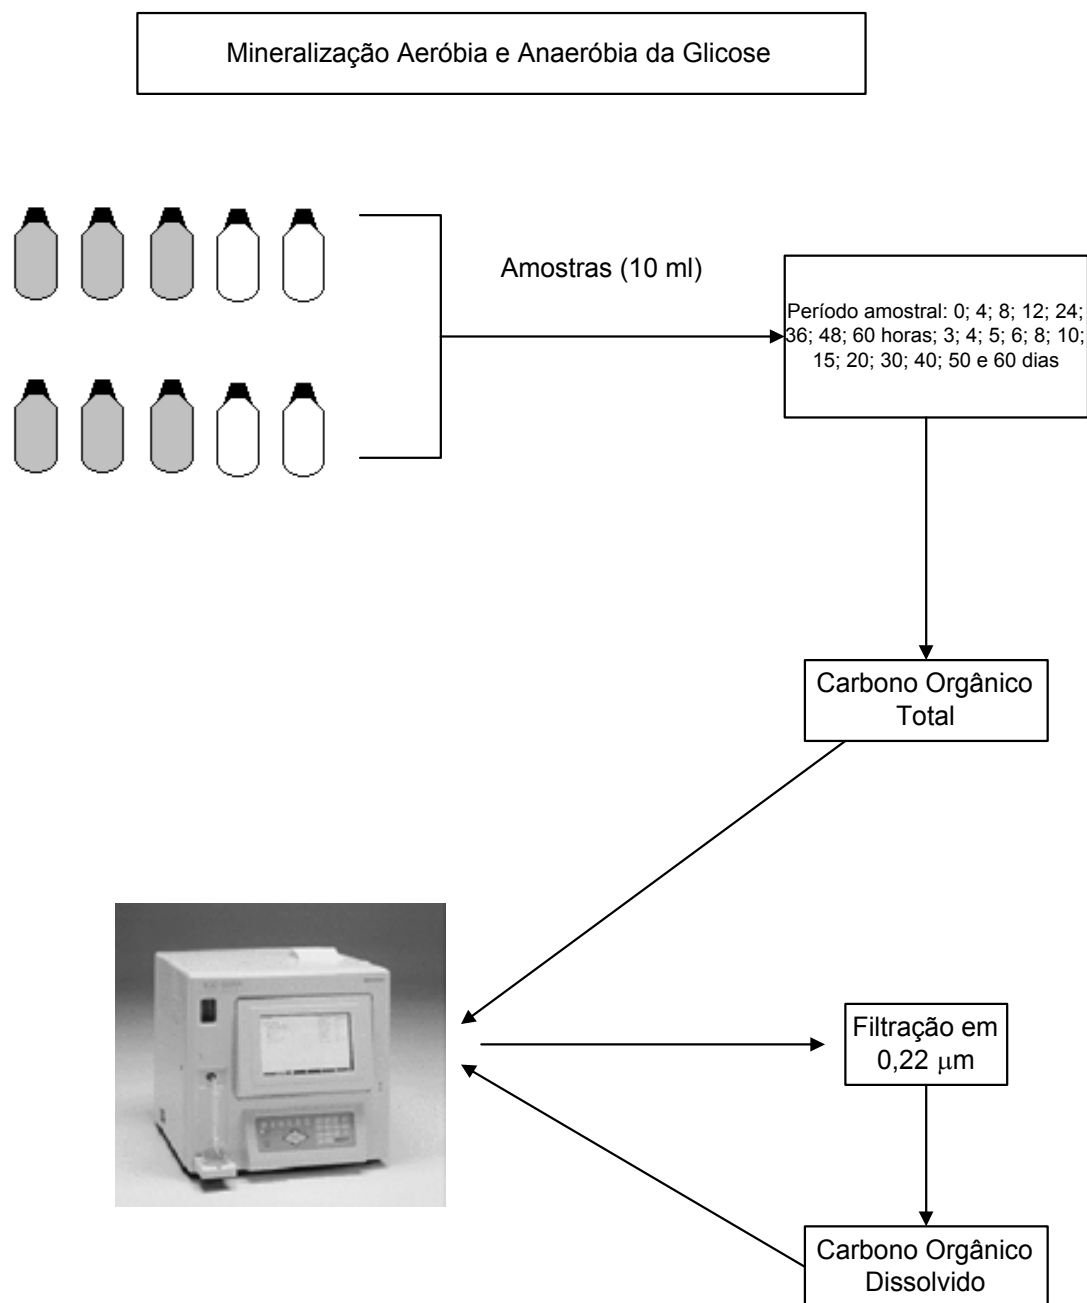 Mineralização Aeróbia e Anaeróbia da Glicose
Amostras (10 ml)
Período amostral: 0; 4; 8; 12; 24;
36; 48; 60 horas; 3; 4; 5; 6; 8; 10;
15; 20; 30; 40; 50 e 60 dias
Carbono Orgânico
Total
Filtração em
0,22 μm
Carbono Orgânico
Dissolvido